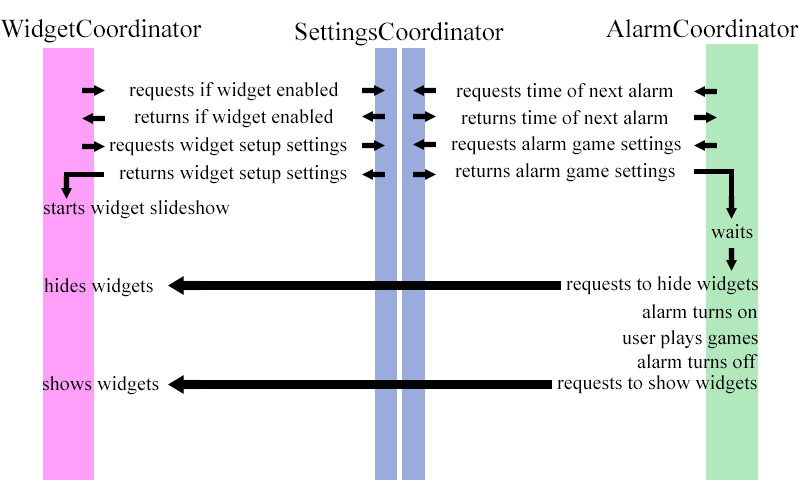 WidgetCoordinator
SettingsCoordinator
AlarmCoordinator
requests if widget enabled
requests time of next alarm
returns if widget enabled
returns time of next alarm
requests widget setup settings
requests alarm game settings
returns widget setup settings
returns alarm game settings
starts widget slideshow
waits
hides widgets
requests to hide widgets
alarm turns on
user plays games
alarm turns off
shows widgets
requests to show widgets